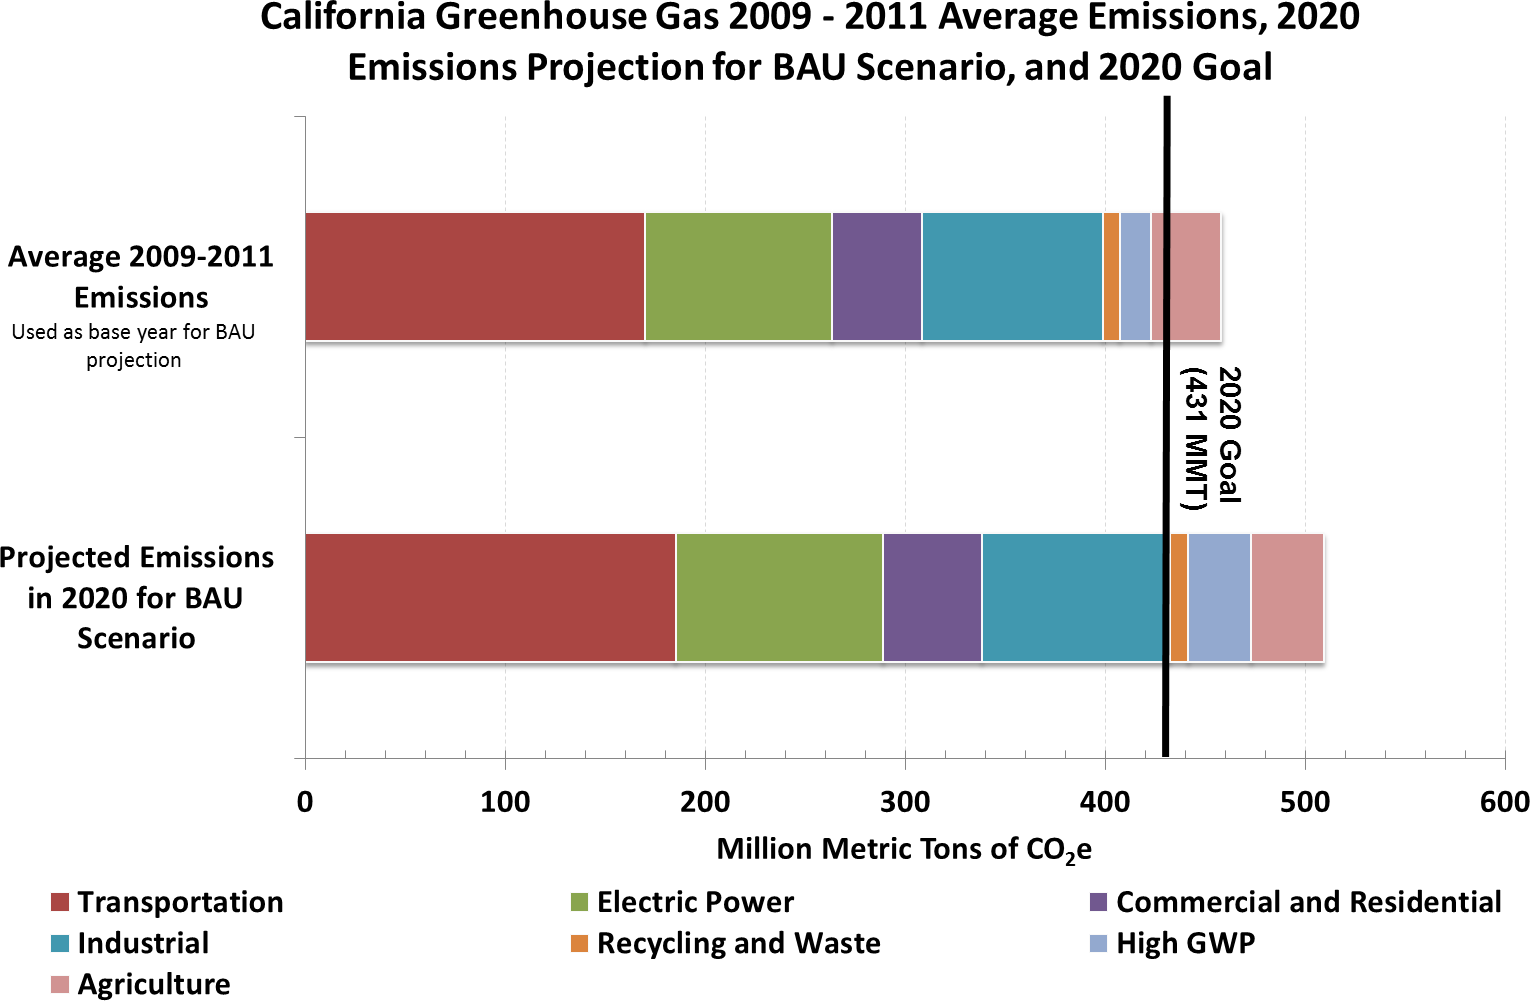 California Greenhouse Gas 2009 - 2011 Average Emissions, 2020
Emissions Projection for BAU Scenario, and 2020 Goal
Average 2009-2011
Emissions
Used as base year for BAU
projection
2020 Goal
(431 MMT)
Projected Emissions
in 2020 for BAU
Scenario
0 100 200 300 400 500 600
Million Metric Tons of CO₂e
Transportation Electric Power Commercial and Residential
Industrial Recycling and Waste High GWP
Agriculture